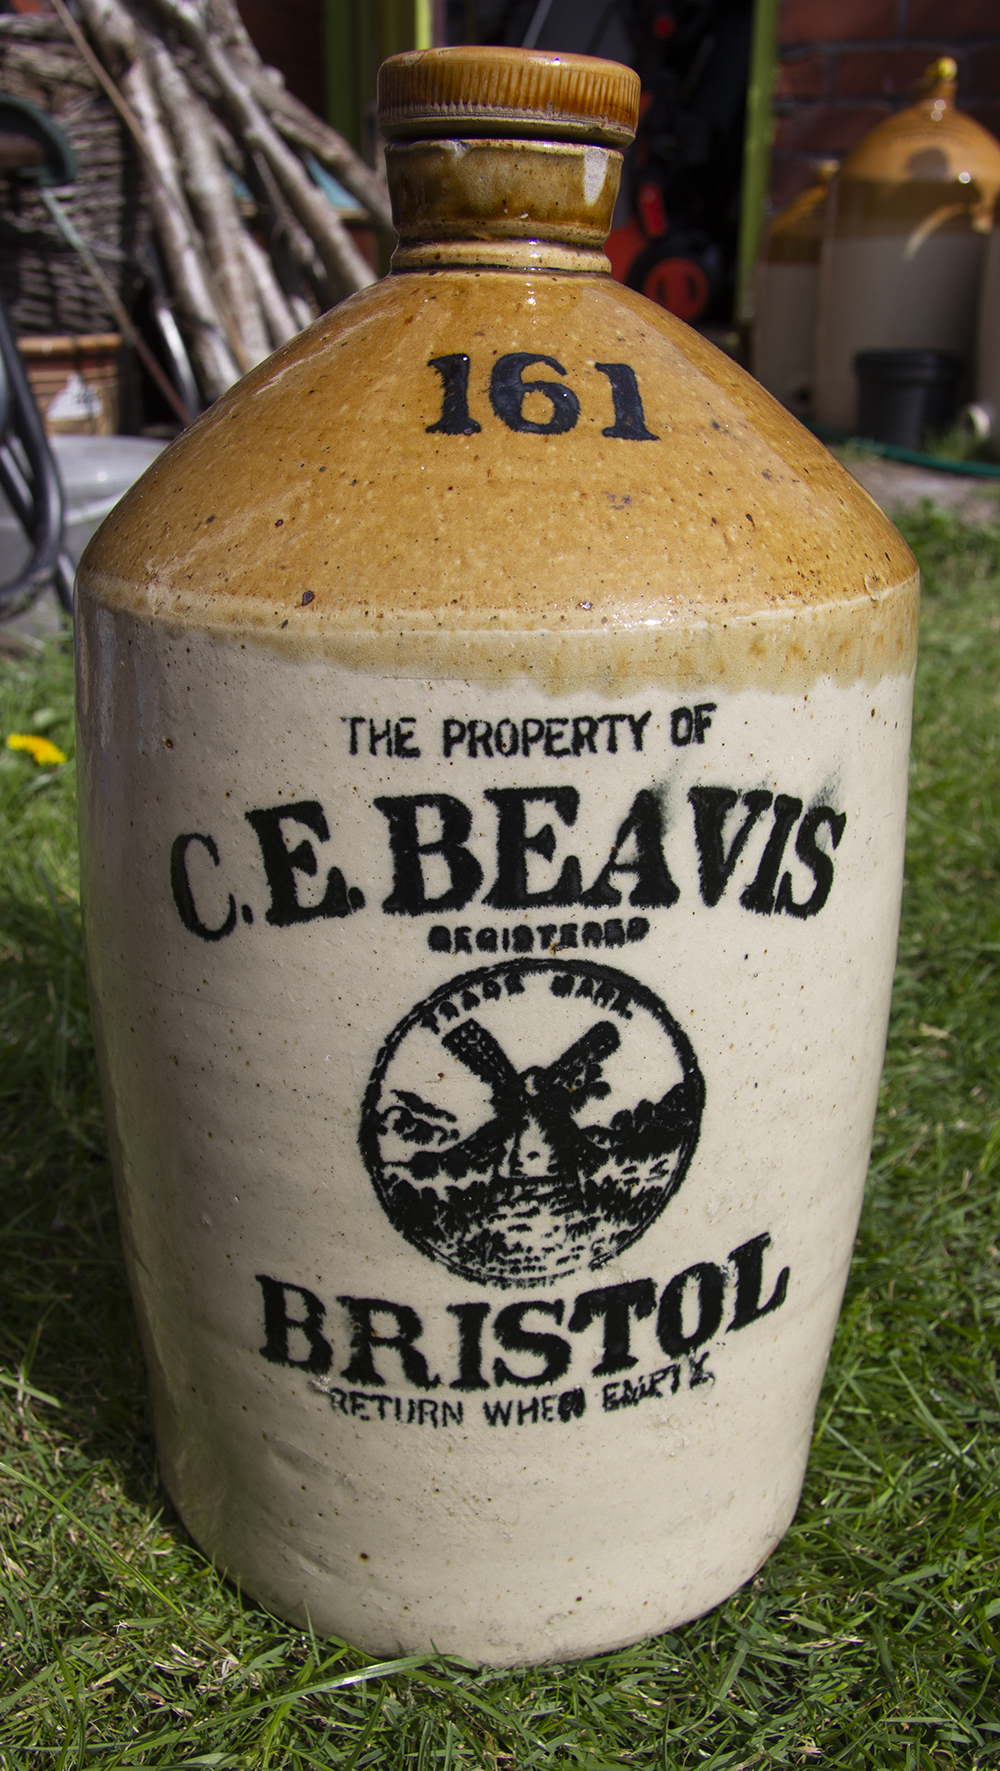 161
THE PROPERTY OF
C.E.BEAVIS
REGISTERED
TRADE MARK
BRISTOL
RETURN WHEN EMPTY